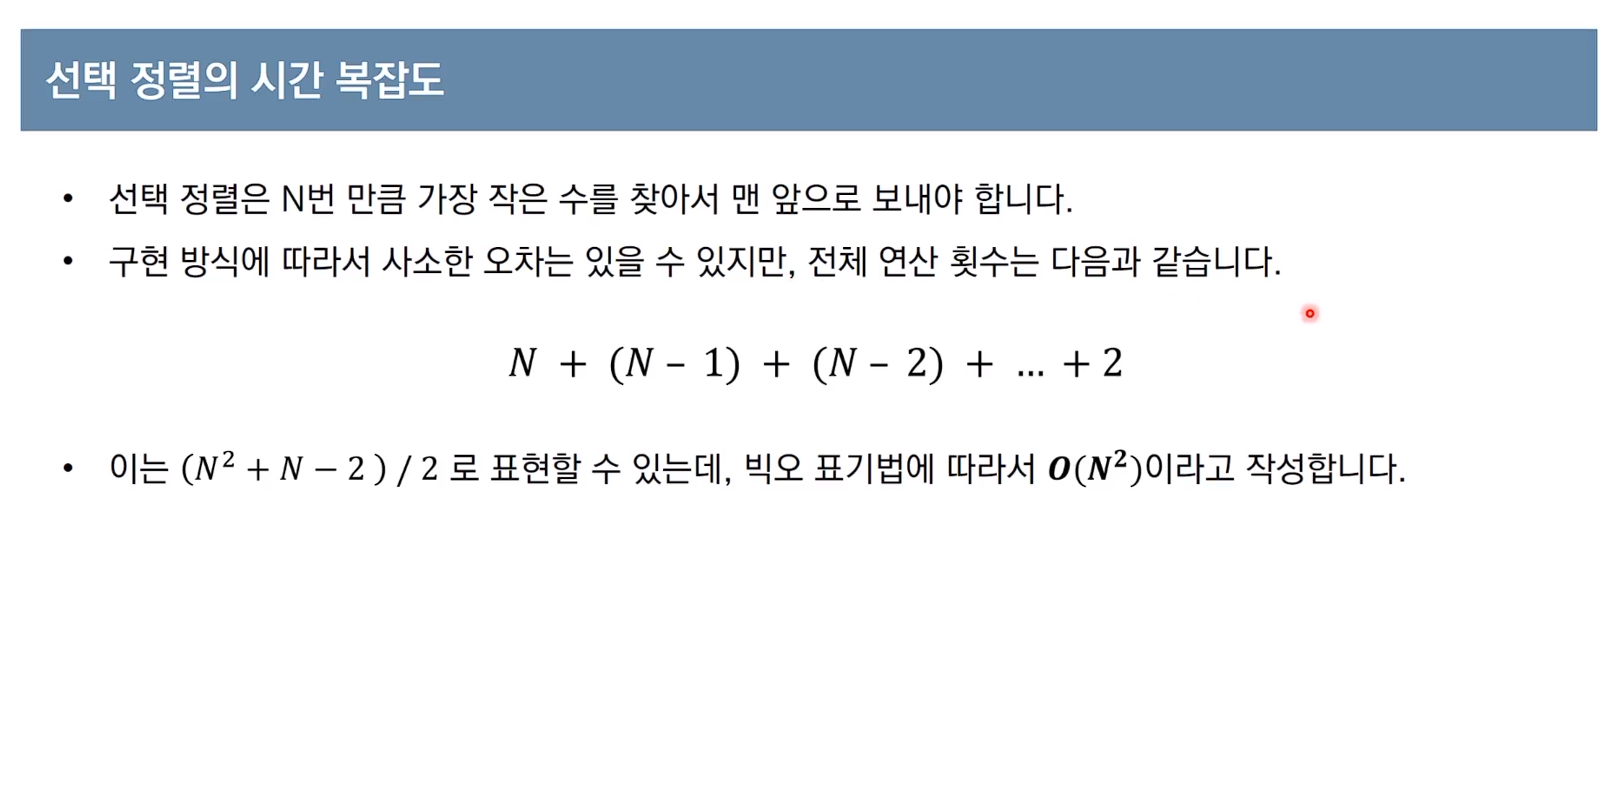 선택 정렬의 시간 복잡도
• 선택 정렬은 N번 만큼 가장 작은 수를 찾아서 맨 앞으로 보내야 합니다.
• 구현 방식에 따라서 사소한 오차는 있을 수 있지만, 전체 연산 횟수는 다음과 같습니다.
N + (N – 1) + (N – 2) + … + 2
• 이는 (N² + N − 2 ) / 2 로 표현할 수 있는데, 빅오 표기법에 따라서 O(N²)이라고 작성합니다.